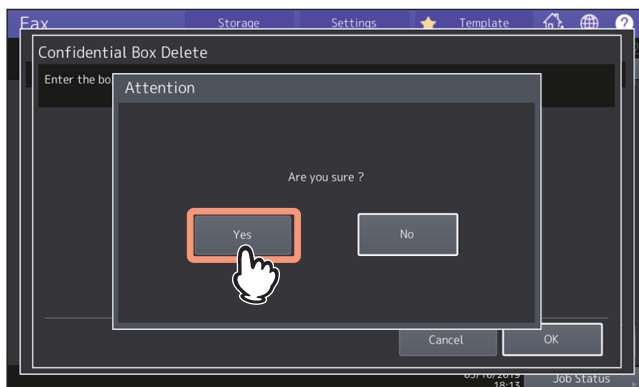 Fax Storage Settings Template ?
Confidential Box Delete
Enter the bo
Attention
Are you sure ?
Yes No
Cancel OK
18:13 Job Status